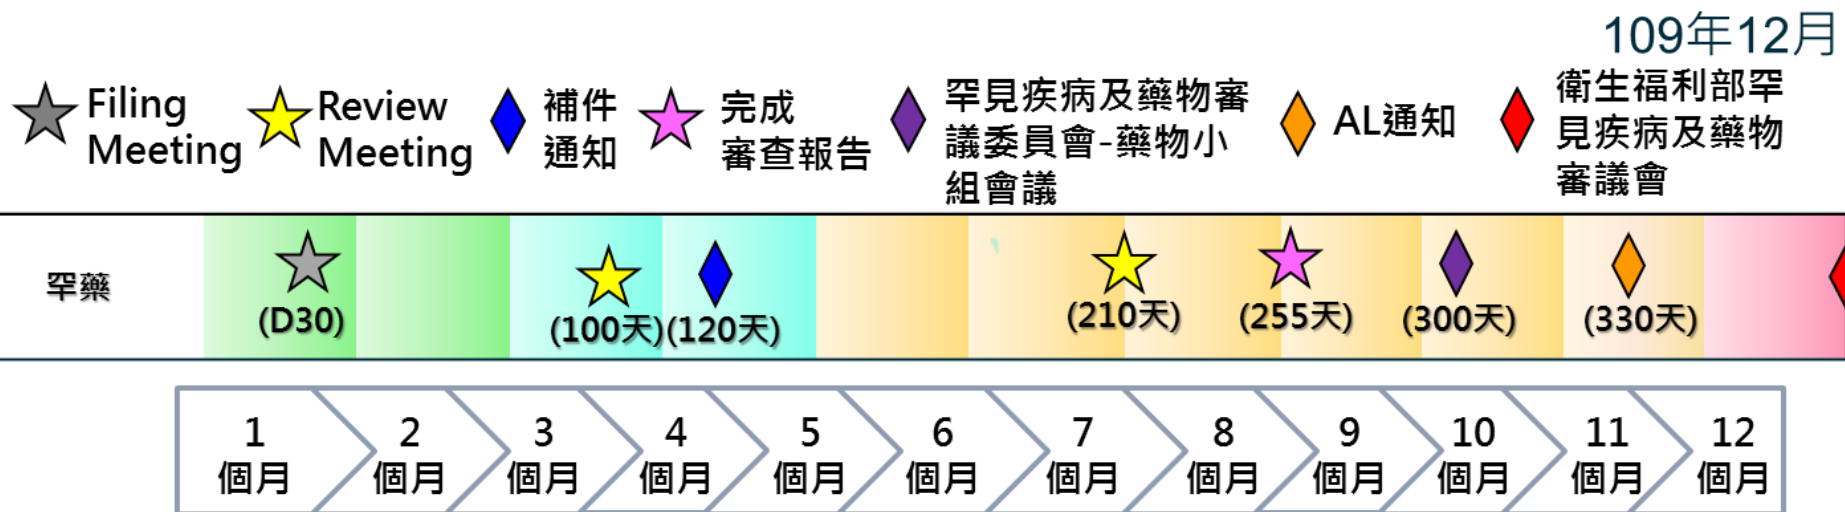 109年12月
Filing
Meeting
Review
Meeting
補件
通知
完成
審查報告
罕見疾病及藥物審
議委員會-藥物小
組會議
AL通知
衛生福利部罕
見疾病及藥物
審議會
罕藥
(D30)
(100天)
(120天)
(210天)
(255天)
(300天)
(330天)
1
個月
2
個月
3
個月
4
個月
5
個月
6
個月
7
個月
8
個月
9
個月
10
個月
11
個月
12
個月